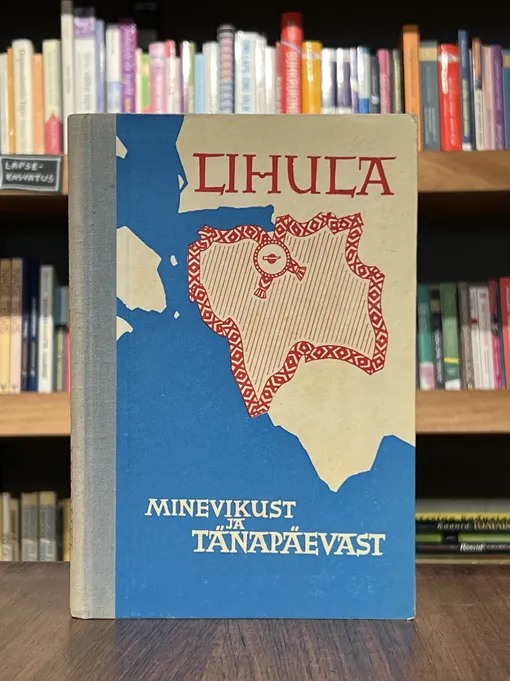 LIHULA
MINEVIKUST
JA
TÄNAPÄEVAST
LAPSE-
KASVATUS